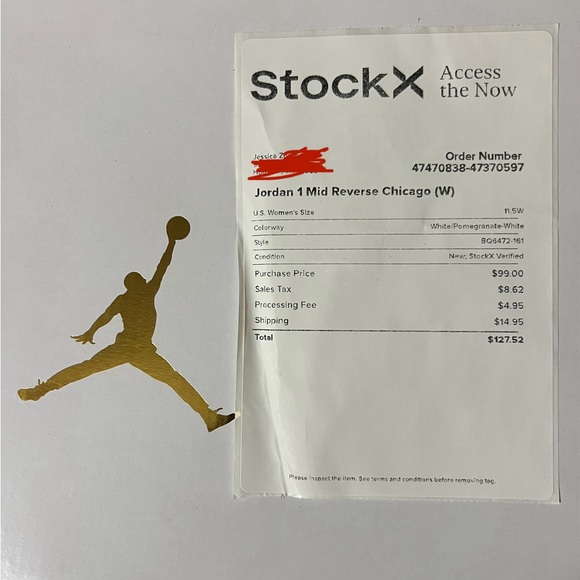 StockX Access
the Now
Jessica
Order Number
47470838-47370597
Jordan 1 Mid Reverse Chicago (W)
U.S. Women's Size 11.5W
Colorway White/Pomegranate-White
Style BQ6472-161
Condition New; StockX Verified
Purchase Price $99.00
Sales Tax $8.62
Processing Fee $4.95
Shipping $14.95
Total $127.52
Please inspect the item. See terms and conditions before removing tag.